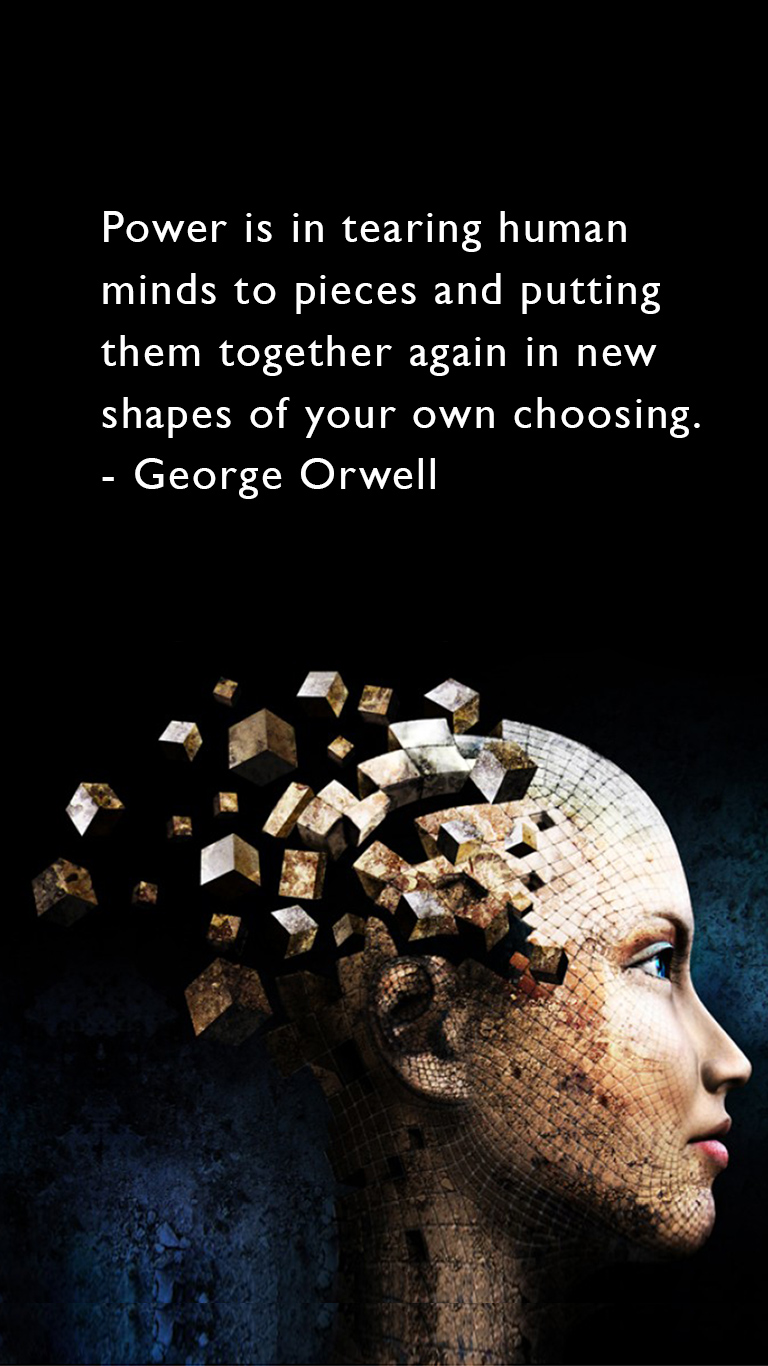 Power is in tearing human
minds to pieces and putting
them together again in new
shapes of your own choosing.
- George Orwell